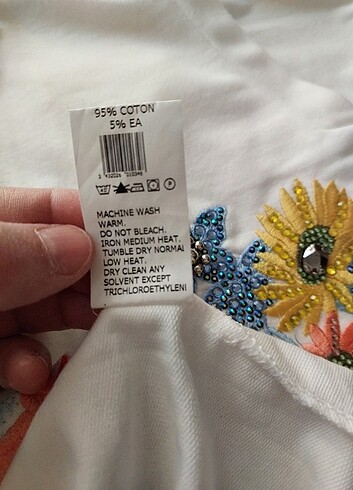 95% COTON
5% EA
MACHINE WASH
WARM.
DO NOT BLEACH.
IRON MEDIUM HEAT.
TUMBLE DRY NORMAL
LOW HEAT.
DRY CLEAN ANY
SOLVENT EXCEPT
TRICHLOROETHYLENI